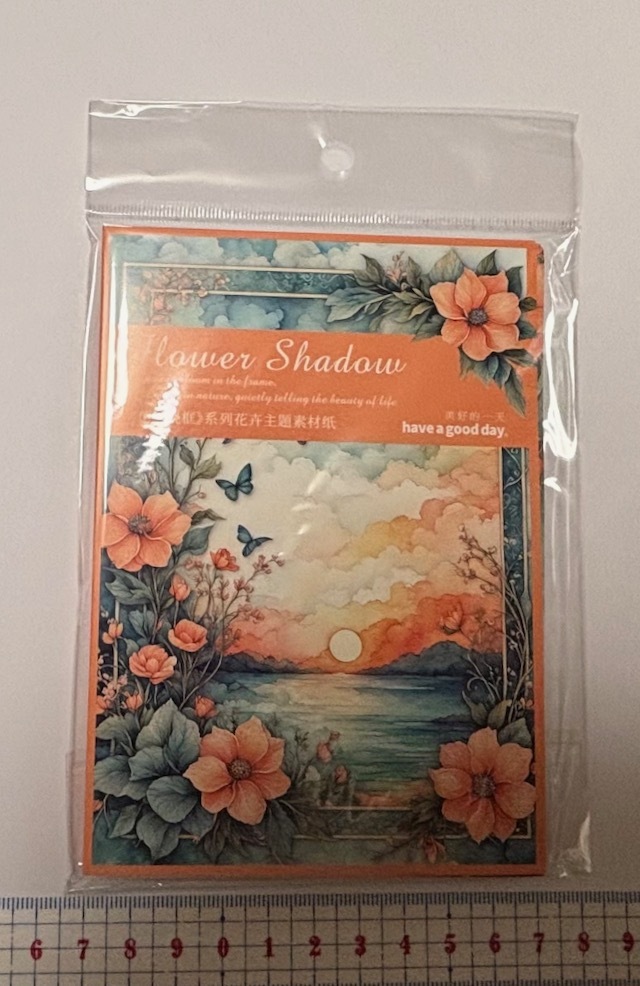 flower Shadow
in the frame.
nature, quietly telling the beauty of life
框》系列花卉主题素材纸
美好的一天
have a good day.
6 7 8 9 0 1 2 3 4 5 6 7 8 9